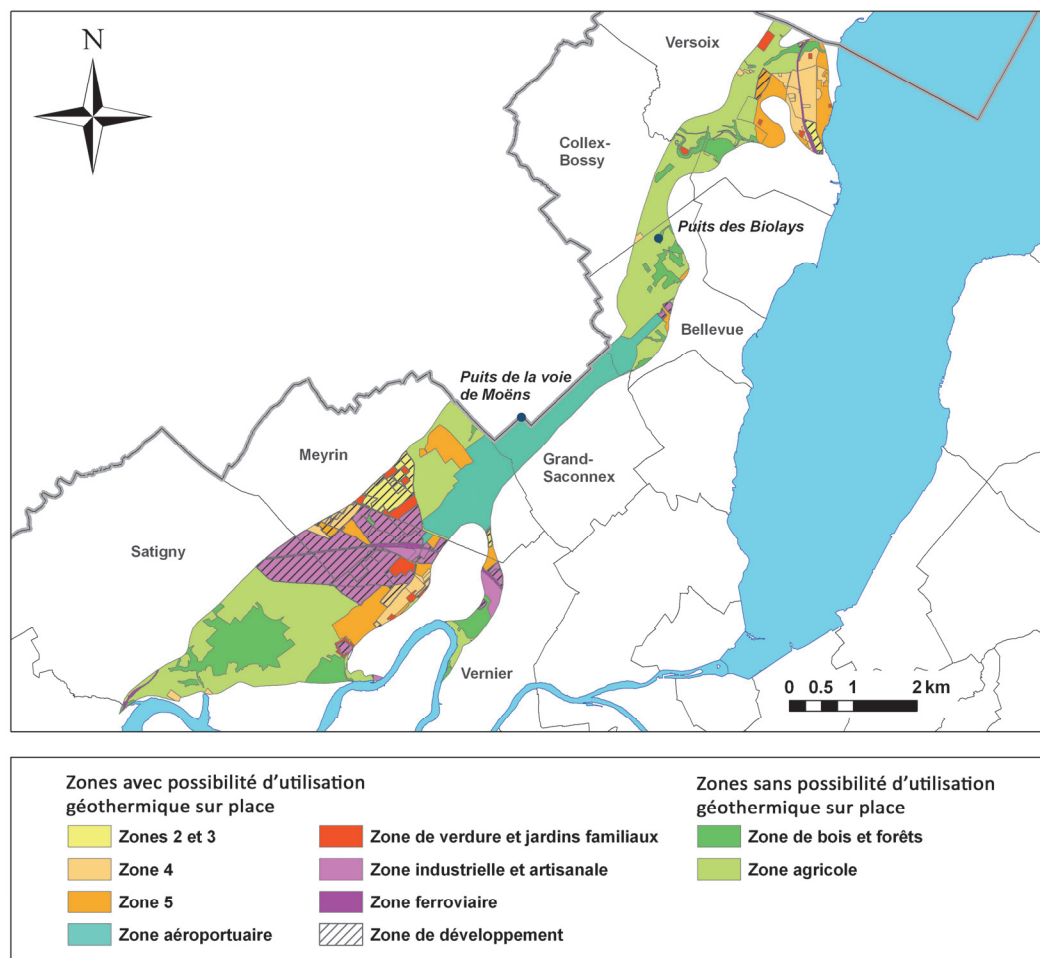 N
Versoix
Collex-
Bossy
Puits des Biolays
Bellevue
Puits de la voie
de Moëns
Meyrin
Grand-
Saconnex
Satigny
Vernier
0 0.5 1 2 km
Zones avec possibilité d'utilisation
géothermique sur place
Zones 2 et 3
Zone 4
Zone 5
Zone aéroportuaire
Zone de verdure et jardins familiaux
Zone industrielle et artisanale
Zone ferroviaire
Zone de développement
Zones sans possibilité d'utilisation
géothermique sur place
Zone de bois et forêts
Zone agricole